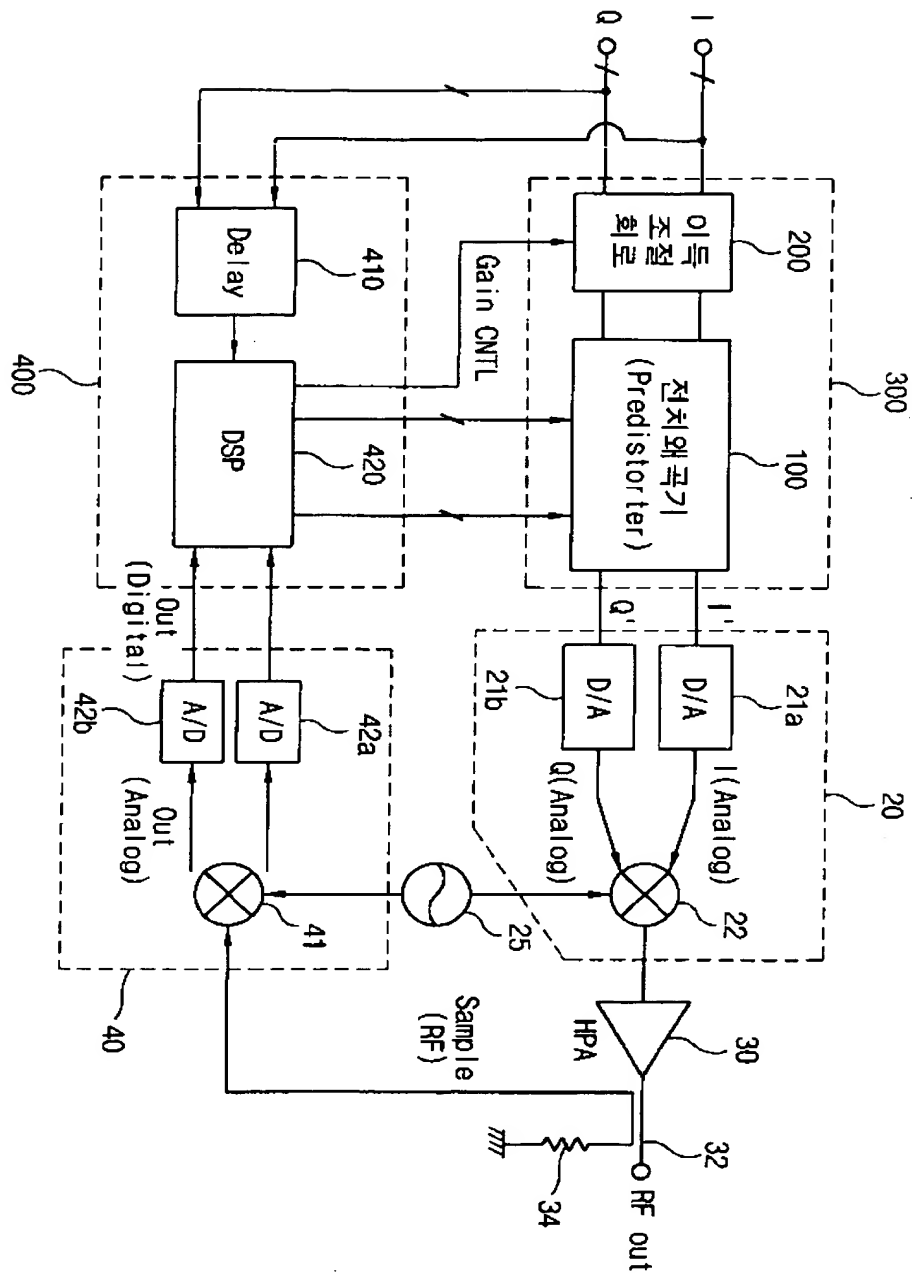 I
Q
이득
조절
회로
200
전치왜곡기
(Predistorter)
100
300
I'
Q'
D/A
21a
D/A
21b
I(Analog)
Q(Analog)
20
22
25
HPA
30
32
RF out
34
Sample
(RF)
Gain CNTL
Delay
410
DSP
420
400
Out
(Digital)
A/D
42a
A/D
42b
Out
(Analog)
41
40